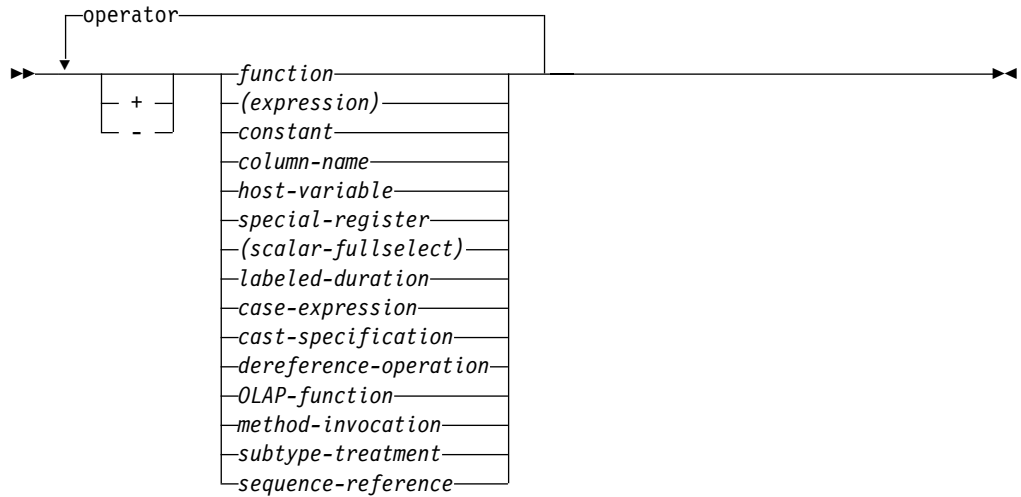 operator
function
+
(expression)
-
constant
column-name
host-variable
special-register
(scalar-fullselect)
labeled-duration
case-expression
cast-specification
dereference-operation
OLAP-function
method-invocation
subtype-treatment
sequence-reference